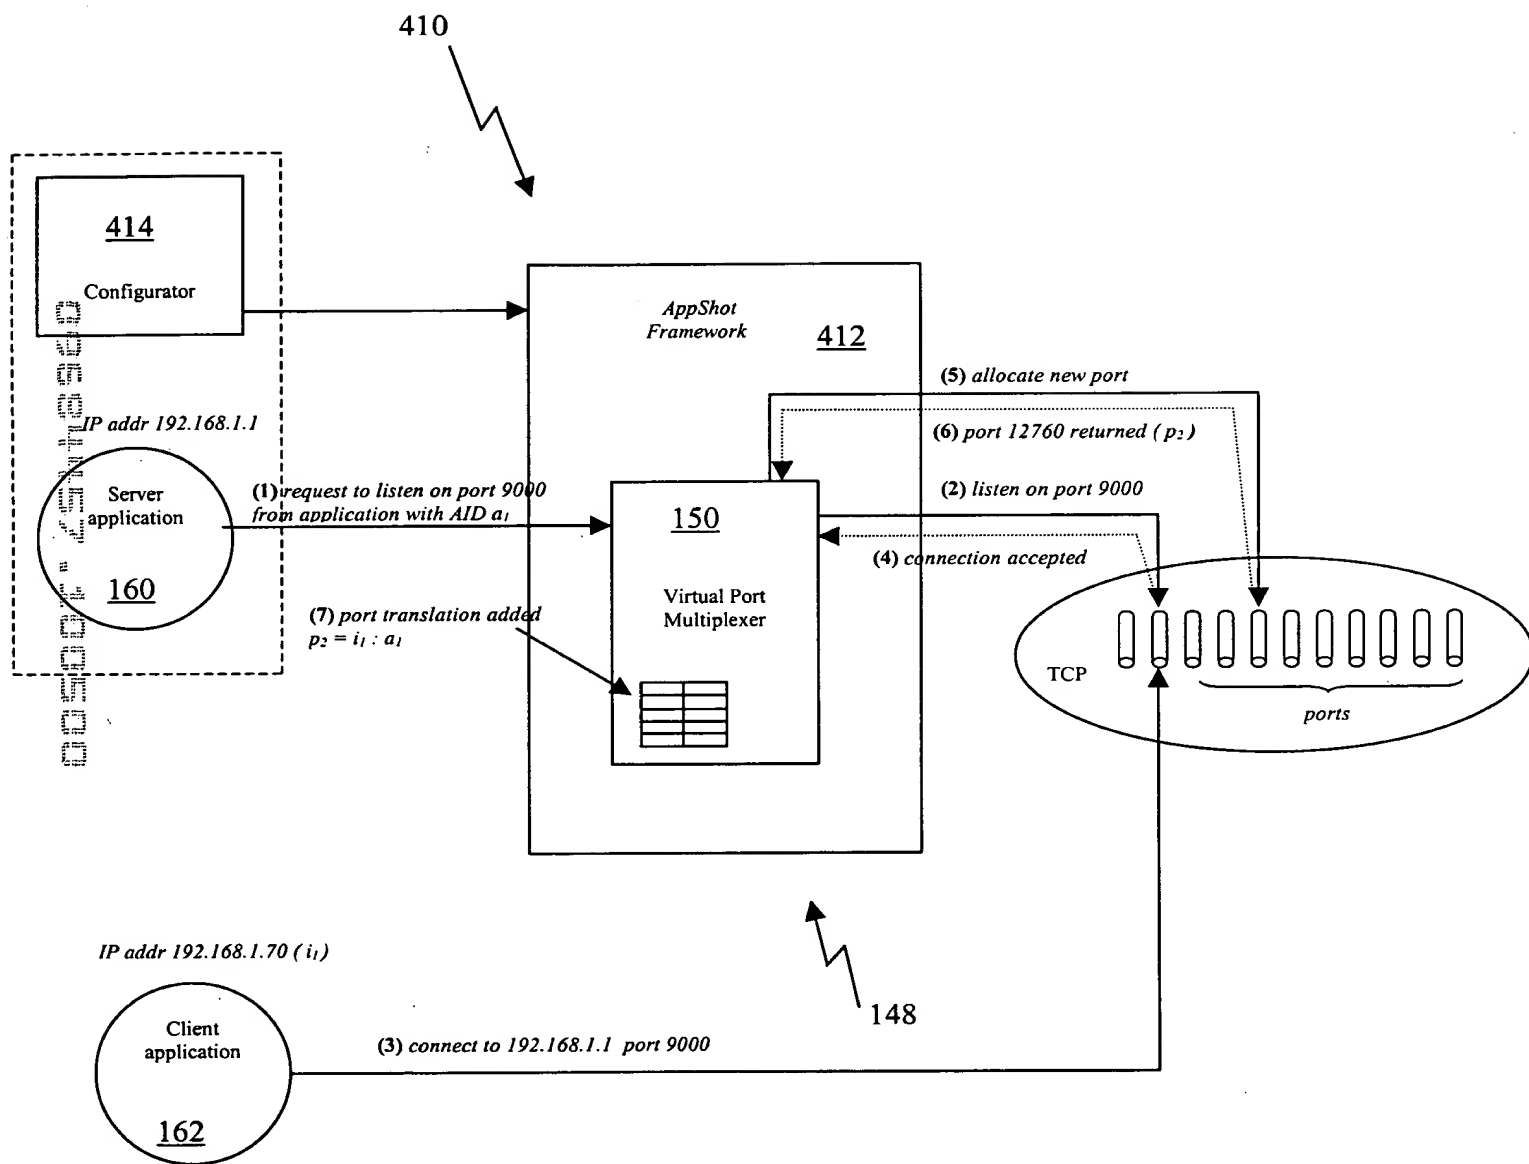 410
414
Configurator
AppShot
Framework
412
(5) allocate new port
(6) port 12760 returned ( p2 )
IP addr 192.168.1.1
Server
application
160
(1) request to listen on port 9000
from application with AID a1
150
(2) listen on port 9000
(4) connection accepted
Virtual Port
Multiplexer
(7) port translation added
p2 = i1 : a1
TCP
ports
IP addr 192.168.1.70 ( i1)
148
Client
application
(3) connect to 192.168.1.1 port 9000
162